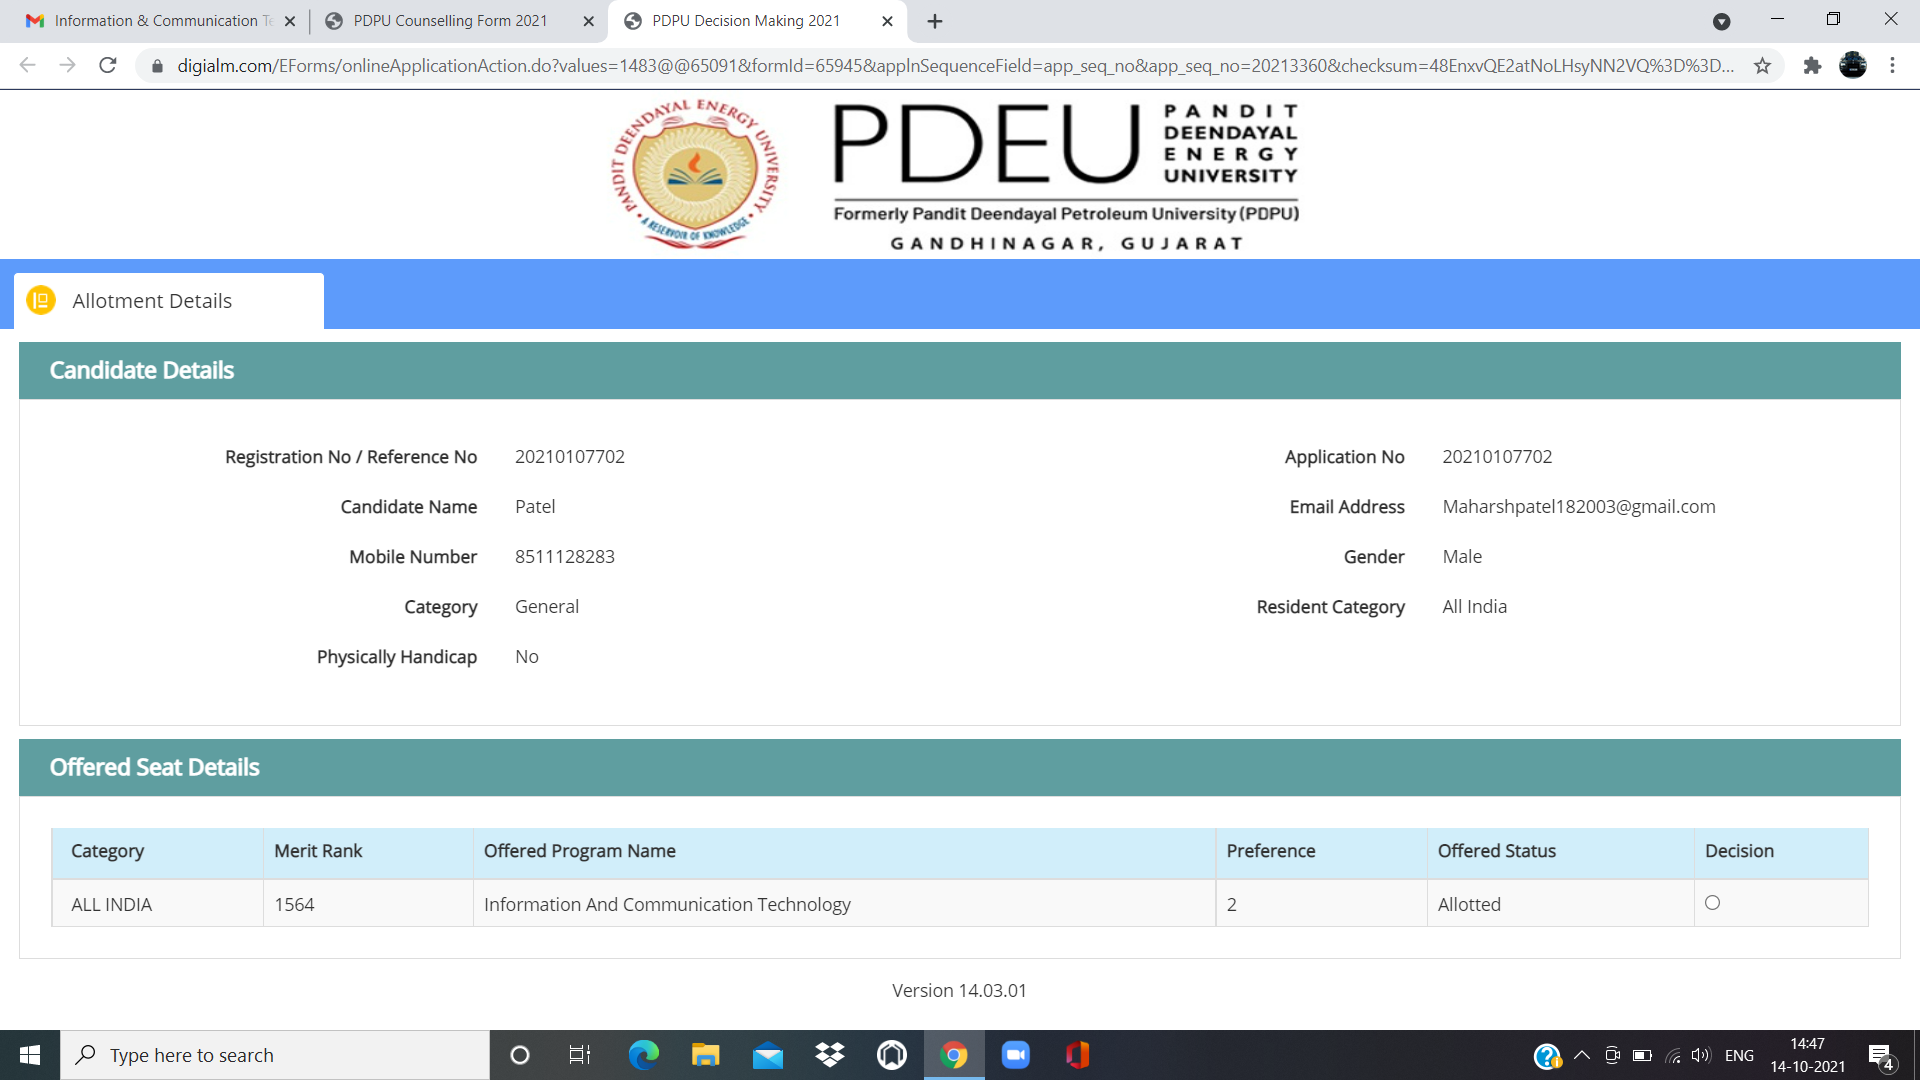 Information & Communication Te
PDPU Counselling Form 2021
PDPU Decision Making 2021
digialm.com/EForms/onlineApplicationAction.do?values=1483@@65091&formId=65945&applnSequenceField=app_seq_no&app_seq_no=20213360&checksum=48EnxvQE2atNoLHsyNN2VQ%3D%3D...
PANDIT DEENDAYAL ENERGY UNIVERSITY
• A RESERVOIR OF KNOWLEDGE •
PDEU
PANDIT
DEENDAYAL
ENERGY
UNIVERSITY
Formerly Pandit Deendayal Petroleum University (PDPU)
GANDHINAGAR, GUJARAT
Allotment Details
Candidate Details
Registration No / Reference No 20210107702 Application No 20210107702
Candidate Name Patel Email Address Maharshpatel182003@gmail.com
Mobile Number 8511128283 Gender Male
Category General Resident Category All India
Physically Handicap No
Offered Seat Details
Category Merit Rank Offered Program Name Preference Offered Status Decision
ALL INDIA 1564 Information And Communication Technology 2 Allotted
Version 14.03.01
Type here to search
ENG
14:47
14-10-2021
4